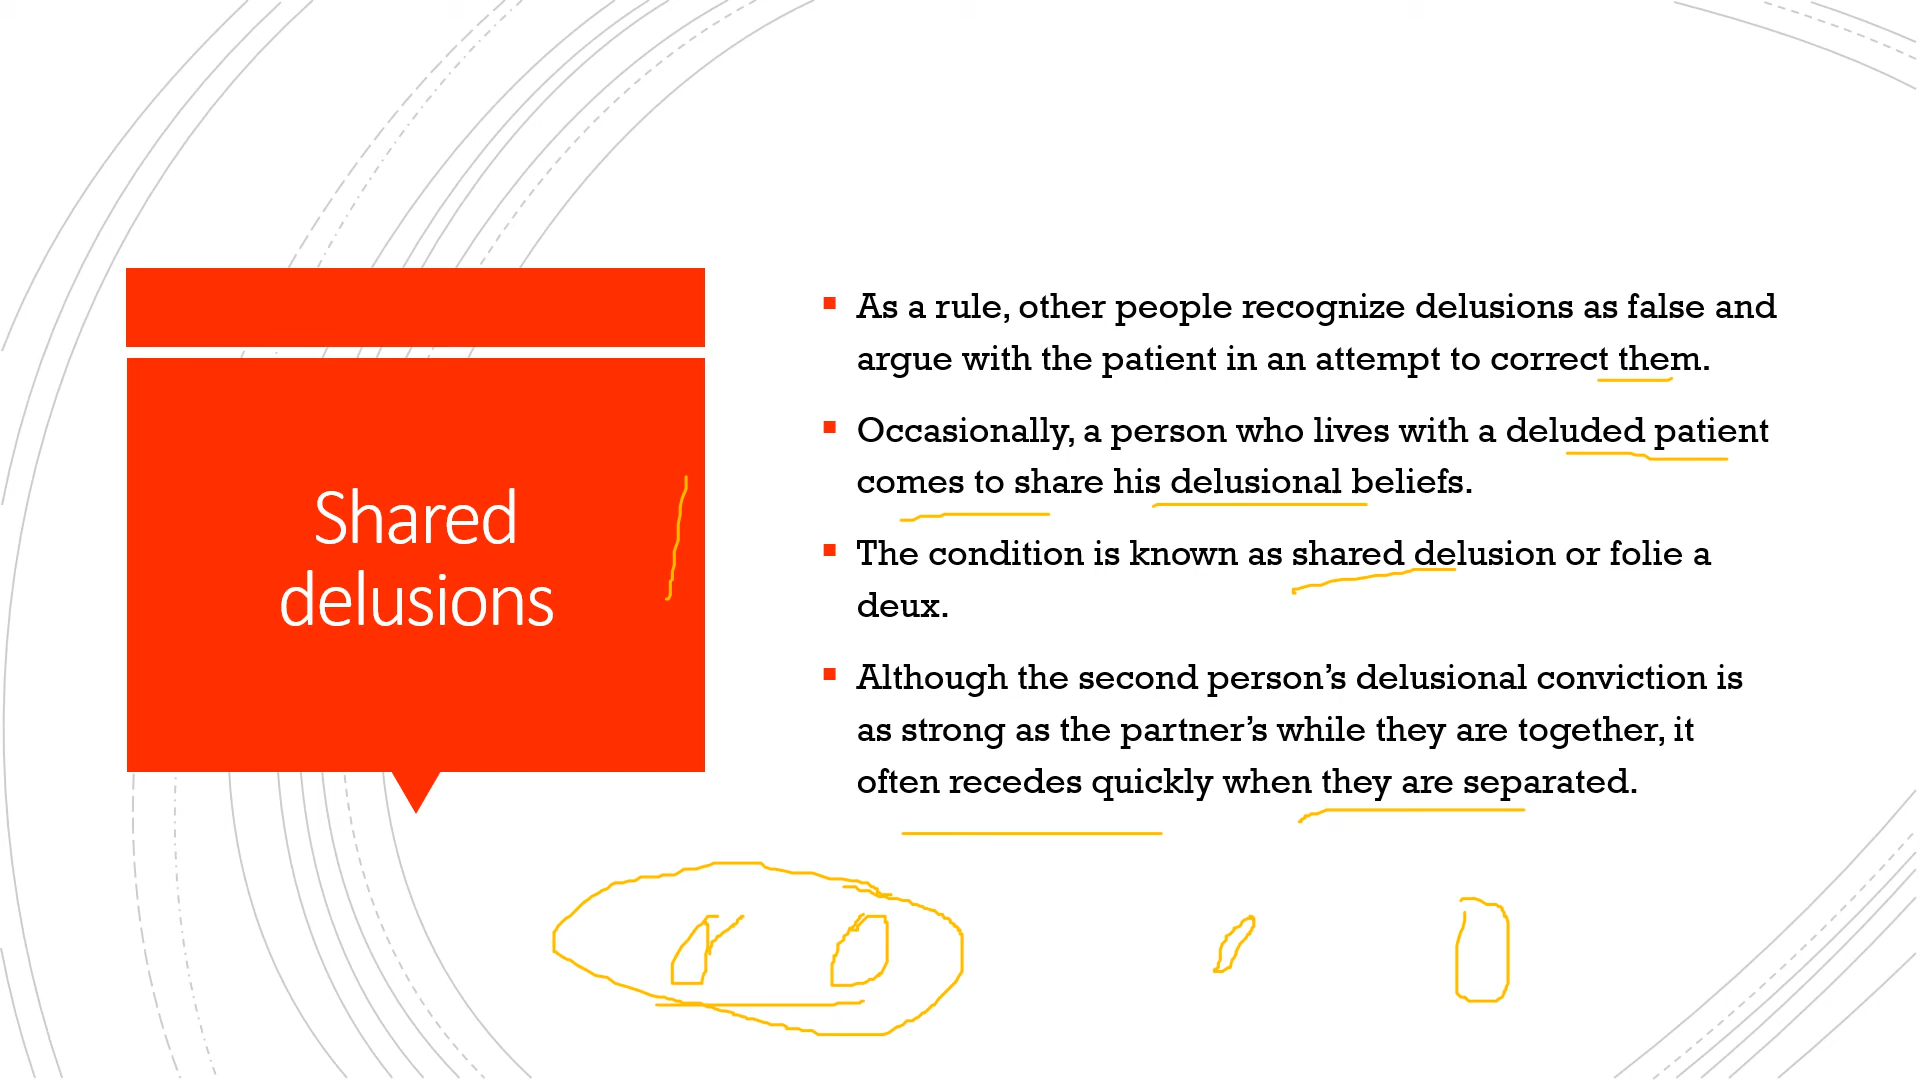 Shared
delusions
As a rule, other people recognize delusions as false and
argue with the patient in an attempt to correct them.
Occasionally, a person who lives with a deluded patient
comes to share his delusional beliefs.
The condition is known as shared delusion or folie a
deux.
Although the second person's delusional conviction is
as strong as the partner's while they are together, it
often recedes quickly when they are separated.